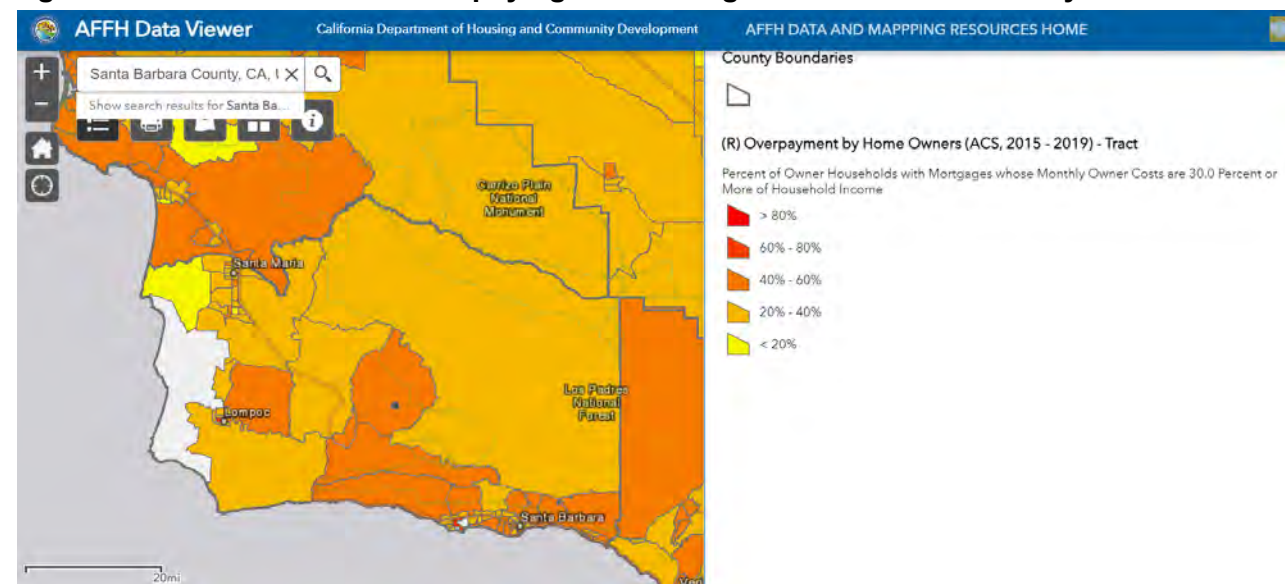 AFFH Data Viewer
California Department of Housing and Community Development
AFFH DATA AND MAPPPING RESOURCES HOME
+
Santa Barbara County, CA, U
Show search results for Santa Ba...
−
Carrizo Plain
National
Monument
Santa Maria
Los Padres
National
Forest
Lompoc
Santa Barbara
20mi
County Boundaries
(R) Overpayment by Home Owners (ACS, 2015 - 2019) - Tract
Percent of Owner Households with Mortgages whose Monthly Owner Costs are 30.0 Percent or
More of Household Income
> 80%
60% - 80%
40% - 60%
20% - 40%
< 20%